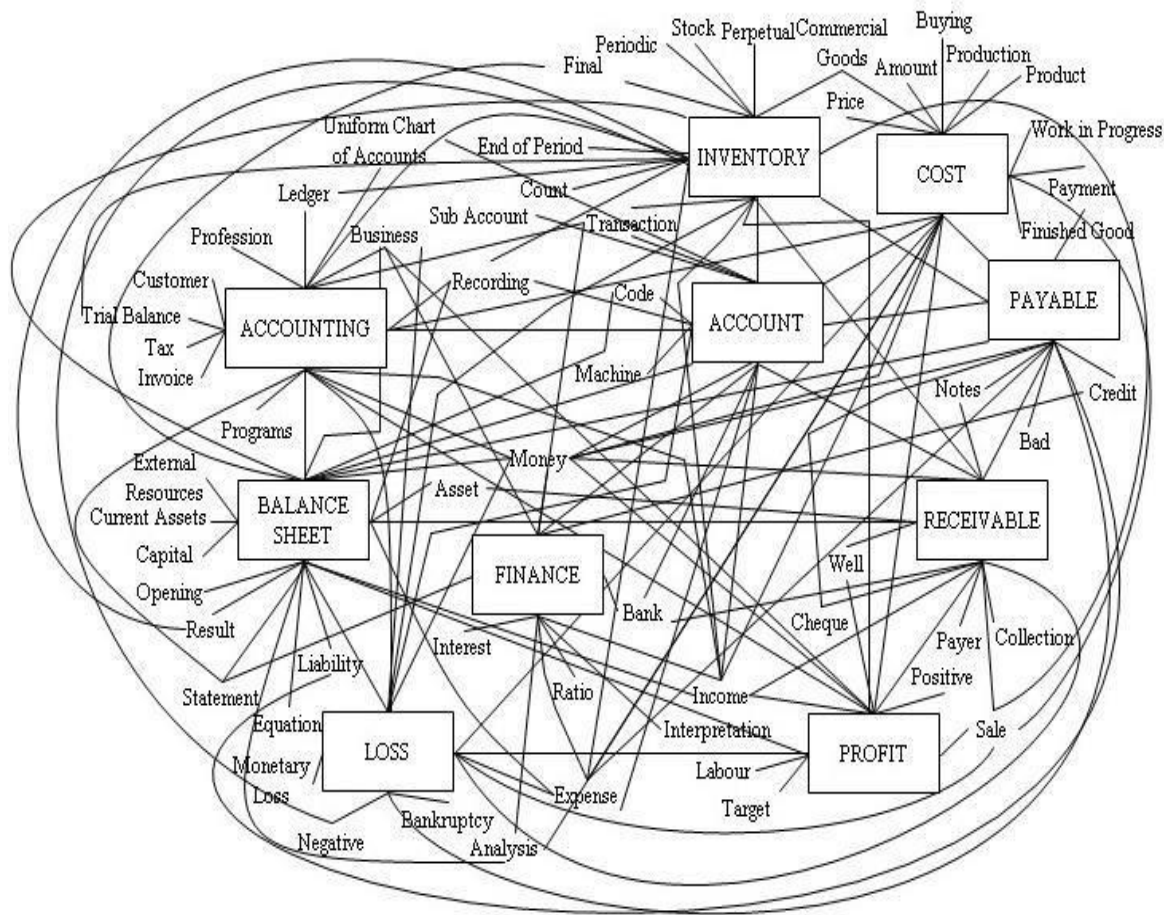 Buying
Stock
Perpetual
Commercial
Periodic
Goods
Production
Final
Amount
Product
Price
Uniform Chart
of Accounts
End of Period
INVENTORY
COST
Work in Progress
Ledger
Count
Payment
Sub Account
Transaction
Finished Good
Profession
Business
Customer
Recording
Code
Trial Balance
ACCOUNTING
ACCOUNT
PAYABLE
Tax
Invoice
Machine
Notes
Credit
Programs
Bad
External
Resources
Money
Asset
Current Assets
BALANCE
SHEET
RECEIVABLE
Capital
FINANCE
Well
Opening
Bank
Cheque
Result
Interest
Payer
Collection
Liability
Statement
Ratio
Income
Positive
Equation
Interpretation
Sale
LOSS
PROFIT
Monetary
Loss
Labour
Expense
Target
Negative
Bankruptcy
Analysis